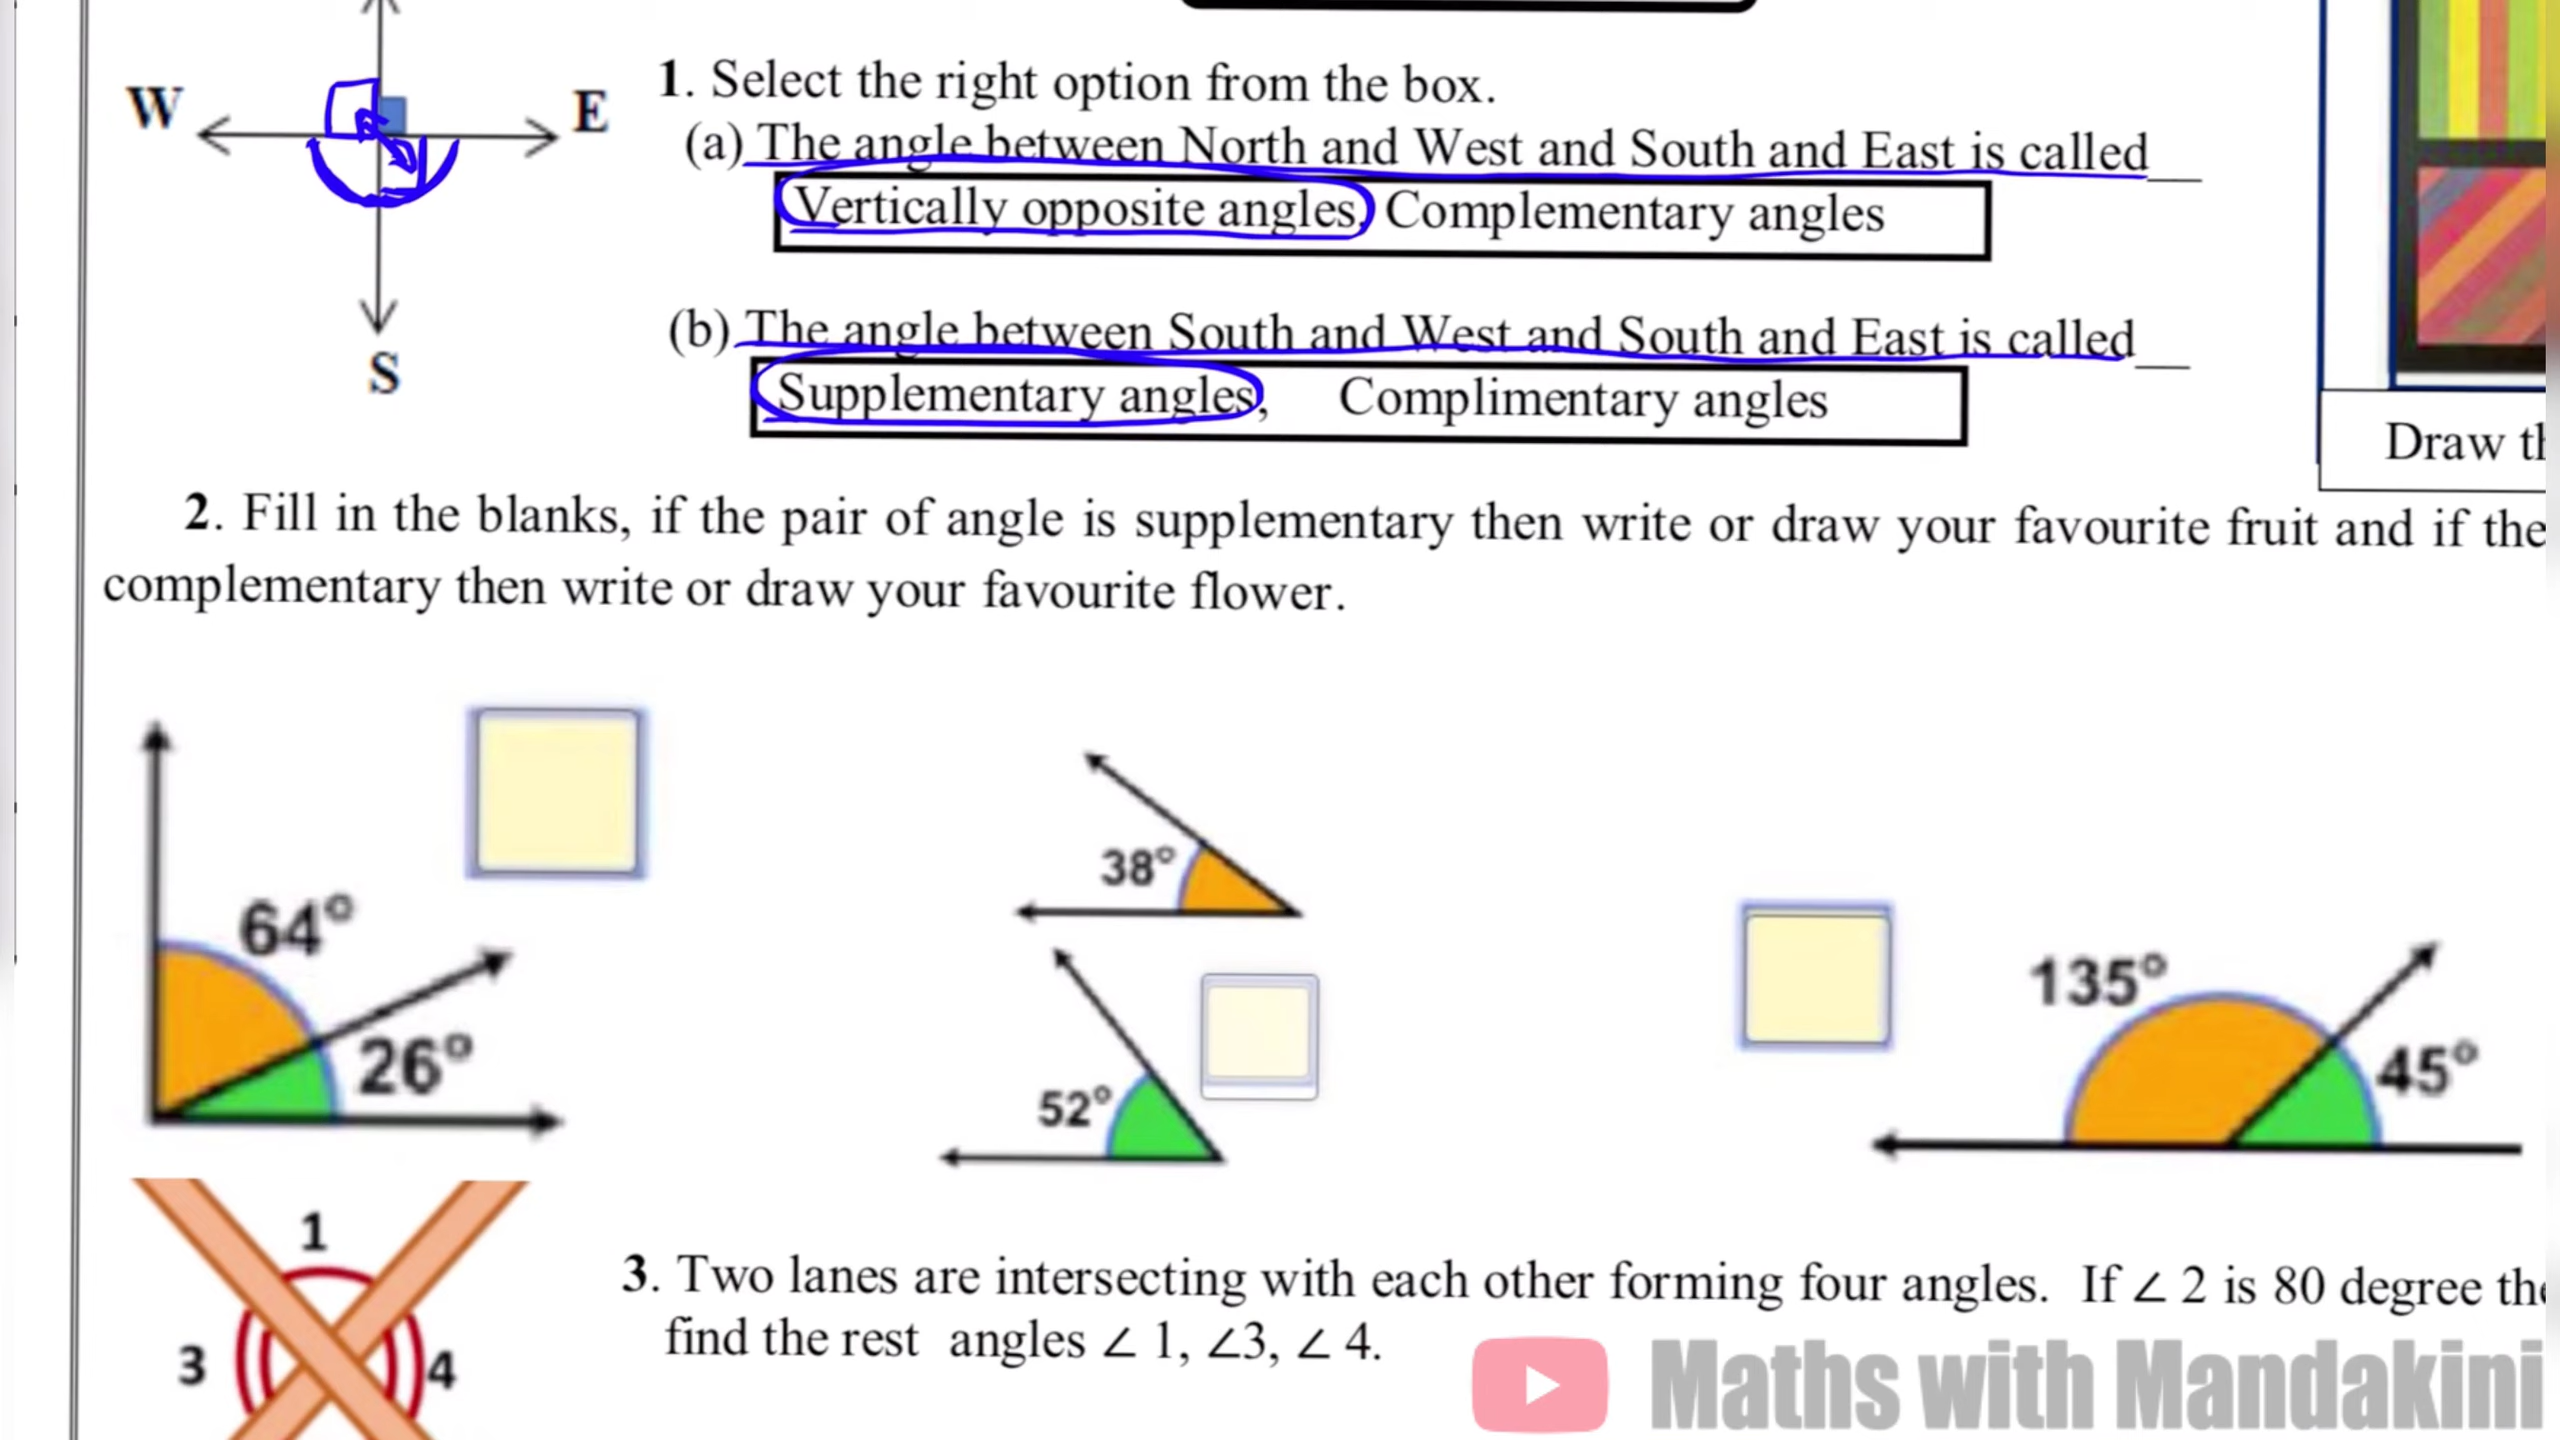 W
E
S
1. Select the right option from the box.
(a) The angle between North and West and South and East is called__
Vertically opposite angles, Complementary angles
(b) The angle between South and West and South and East is called__
Supplementary angles, Complimentary angles
Draw th
2. Fill in the blanks, if the pair of angle is supplementary then write or draw your favourite fruit and if the
complementary then write or draw your favourite flower.
64°
26°
38°
52°
135°
45°
1
3
4
3. Two lanes are intersecting with each other forming four angles. If ∠ 2 is 80 degree the
find the rest angles ∠ 1, ∠3, ∠ 4.
Maths with Mandakini